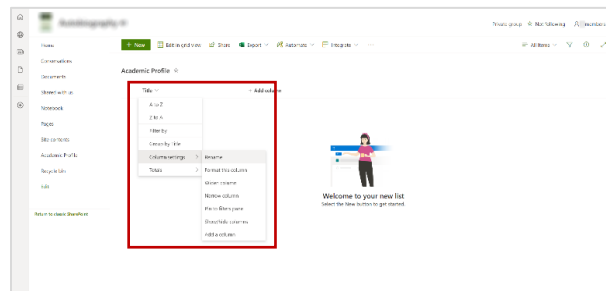 Private group
Not following
members
Home
Conversations
Documents
Shared with us
Notebook
Pages
Site contents
Academic Profile
Recycle bin
Edit
Return to classic SharePoint
+ New
Edit in grid view
Share
Export
Automate
Integrate
···
All items
Academic Profile
Title
+ Add column
A to Z
Z to A
Filter by
Group by Title
Column settings
Totals
Rename
Format this column
Widen column
Narrow column
Pin to filters pane
Show/hide columns
Add a column
Welcome to your new list
Select the New button to get started.